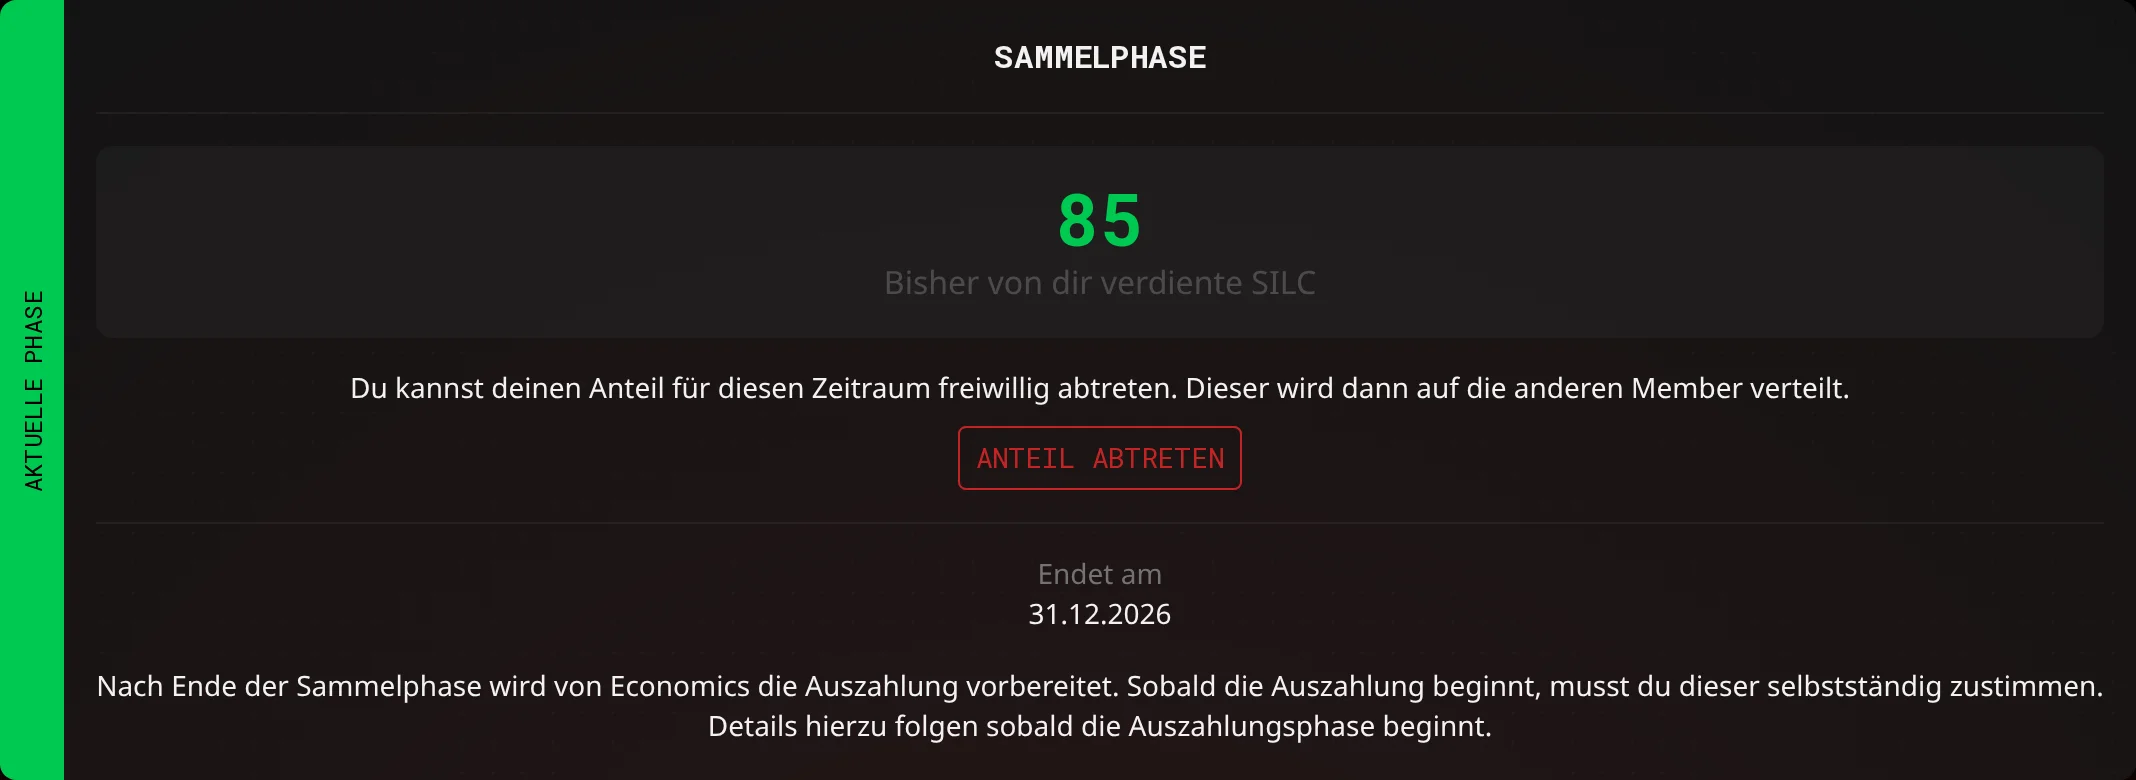 AKTUELLE PHASE
SAMMELPHASE
85
Bisher von dir verdiente SILC
Du kannst deinen Anteil für diesen Zeitraum freiwillig abtreten. Dieser wird dann auf die anderen Member verteilt.
ANTEIL ABTRETEN
Endet am
31.12.2026
Nach Ende der Sammelphase wird von Economics die Auszahlung vorbereitet. Sobald die Auszahlung beginnt, musst du dieser selbstständig zustimmen.
Details hierzu folgen sobald die Auszahlungsphase beginnt.